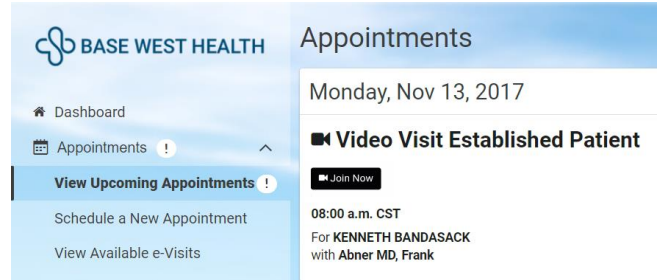 BASE WEST HEALTH
Dashboard
Appointments !
View Upcoming Appointments !
Schedule a New Appointment
View Available e-Visits
Appointments
Monday, Nov 13, 2017
Video Visit Established Patient
Join Now
08:00 a.m. CST
For KENNETH BANDASACK
with Abner MD, Frank